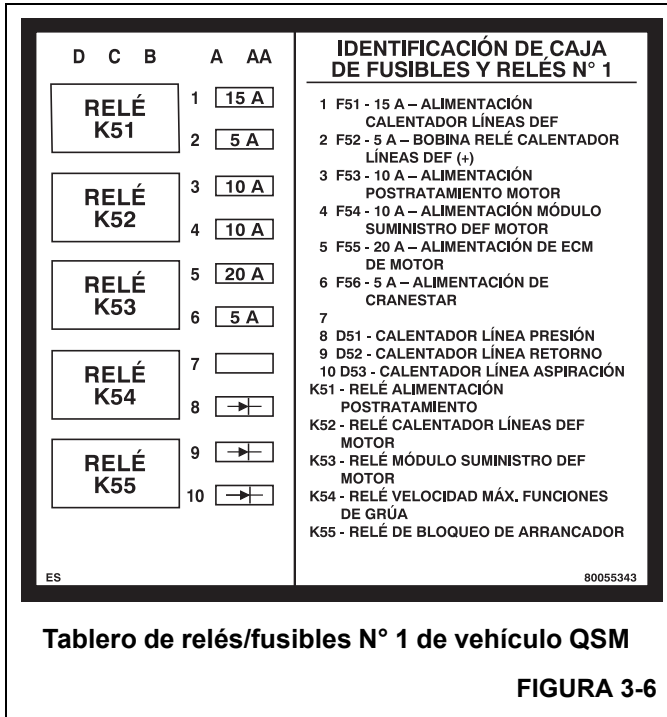 D C B A AA
RELÉ
K51
1 15 A
2 5 A
RELÉ
K52
3 10 A
4 10 A
RELÉ
K53
5 20 A
6 5 A
RELÉ
K54
7
8
RELÉ
K55
9
10
ES
IDENTIFICACIÓN DE CAJA
DE FUSIBLES Y RELÉS N° 1
1 F51 - 15 A – ALIMENTACIÓN
CALENTADOR LÍNEAS DEF
2 F52 - 5 A – BOBINA RELÉ CALENTADOR
LÍNEAS DEF (+)
3 F53 - 10 A – ALIMENTACIÓN
POSTRATAMIENTO MOTOR
4 F54 - 10 A – ALIMENTACIÓN MÓDULO
SUMINISTRO DEF MOTOR
5 F55 - 20 A – ALIMENTACIÓN DE ECM
DE MOTOR
6 F56 - 5 A – ALIMENTACIÓN DE
CRANESTAR
7
8 D51 - CALENTADOR LÍNEA PRESIÓN
9 D52 - CALENTADOR LÍNEA RETORNO
10 D53 - CALENTADOR LÍNEA ASPIRACIÓN
K51 - RELÉ ALIMENTACIÓN
POSTRATAMIENTO
K52 - RELÉ CALENTADOR LÍNEAS DEF
MOTOR
K53 - RELÉ MÓDULO SUMINISTRO DEF
MOTOR
K54 - RELÉ VELOCIDAD MÁX. FUNCIONES
DE GRÚA
K55 - RELÉ DE BLOQUEO DE ARRANCADOR
80055343
Tablero de relés/fusibles N° 1 de vehículo QSM
FIGURA 3-6